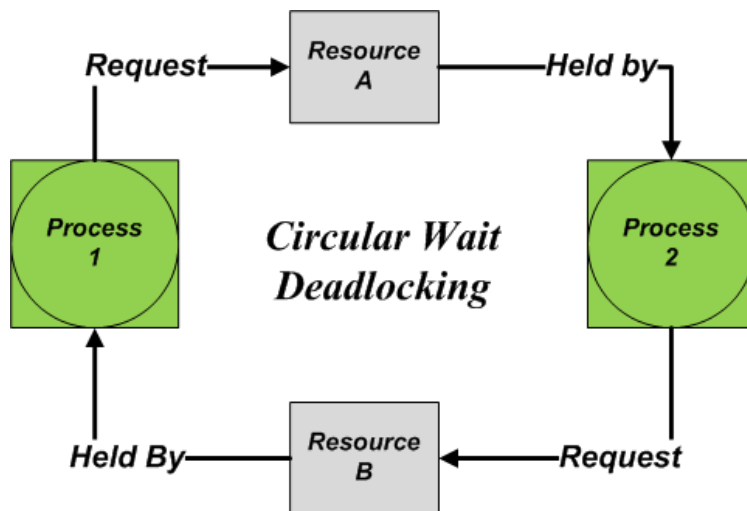 Request
Resource
A
Held by
Process
1
Circular Wait
Deadlocking
Process
2
Held By
Resource
B
Request